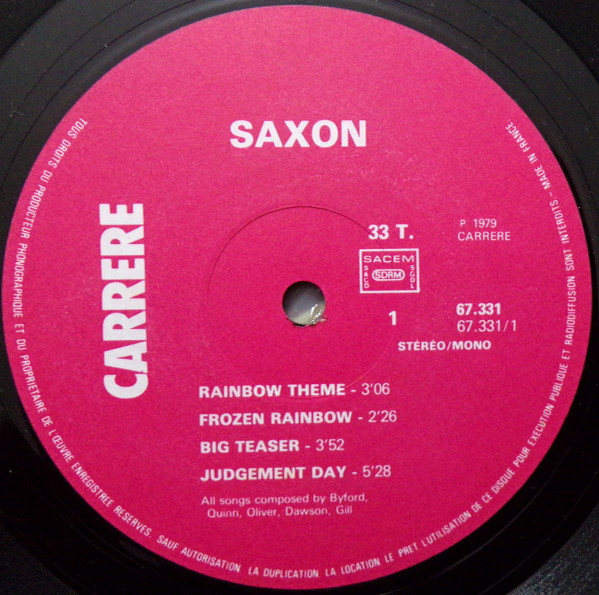 SAXON
CARRERE
33 T.
P 1979
CARRERE
SACEM
SACD
SDRM
SGDL
1
67.331
67.331/1
STÉRÉO/MONO
RAINBOW THEME - 3'06
FROZEN RAINBOW - 2'26
BIG TEASER - 3'52
JUDGEMENT DAY - 5'28
All songs composed by Byford,
Quinn, Oliver, Dawson, Gill
TOUS DROITS DU PRODUCTEUR PHONOGRAPHIQUE ET DU PROPRIETAIRE DE L'ŒUVRE ENREGISTREE RESERVES. SAUF AUTORISATION LA DUPLICATION, LA LOCATION LE PRET L'UTILISATION DE CE DISQUE POUR EXECUTION PUBLIQUE ET RADIODIFFUSION SONT INTERDITS - MADE IN FRANCE